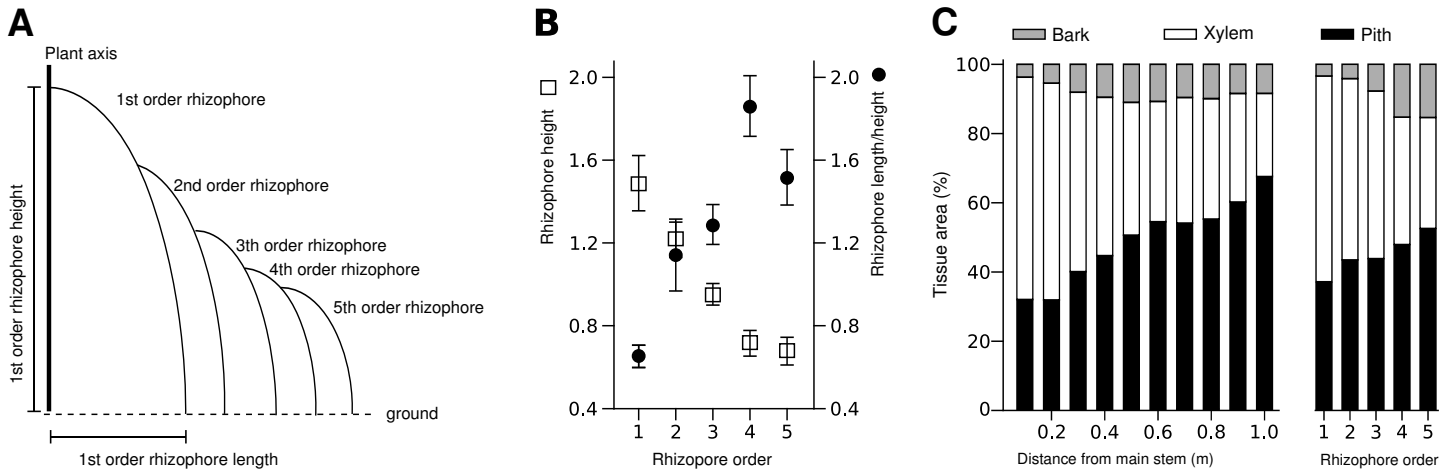 A
Plant axis
1st order rhizophore
2nd order rhizophore
3th order rhizophore
4th order rhizophore
5th order rhizophore
1st order rhizophore height
ground
1st order rhizophore length
B
Rhizophore height
2.0
1.6
1.2
0.8
0.4
1 2 3 4 5
Rhizopore order
2.0
1.6
1.2
0.8
0.4
Rhizophore length/height
C
Bark Xylem Pith
Tissue area (%)
100
80
60
40
20
0
0.2 0.4 0.6 0.8 1.0
Distance from main stem (m)
1 2 3 4 5
Rhizophore order